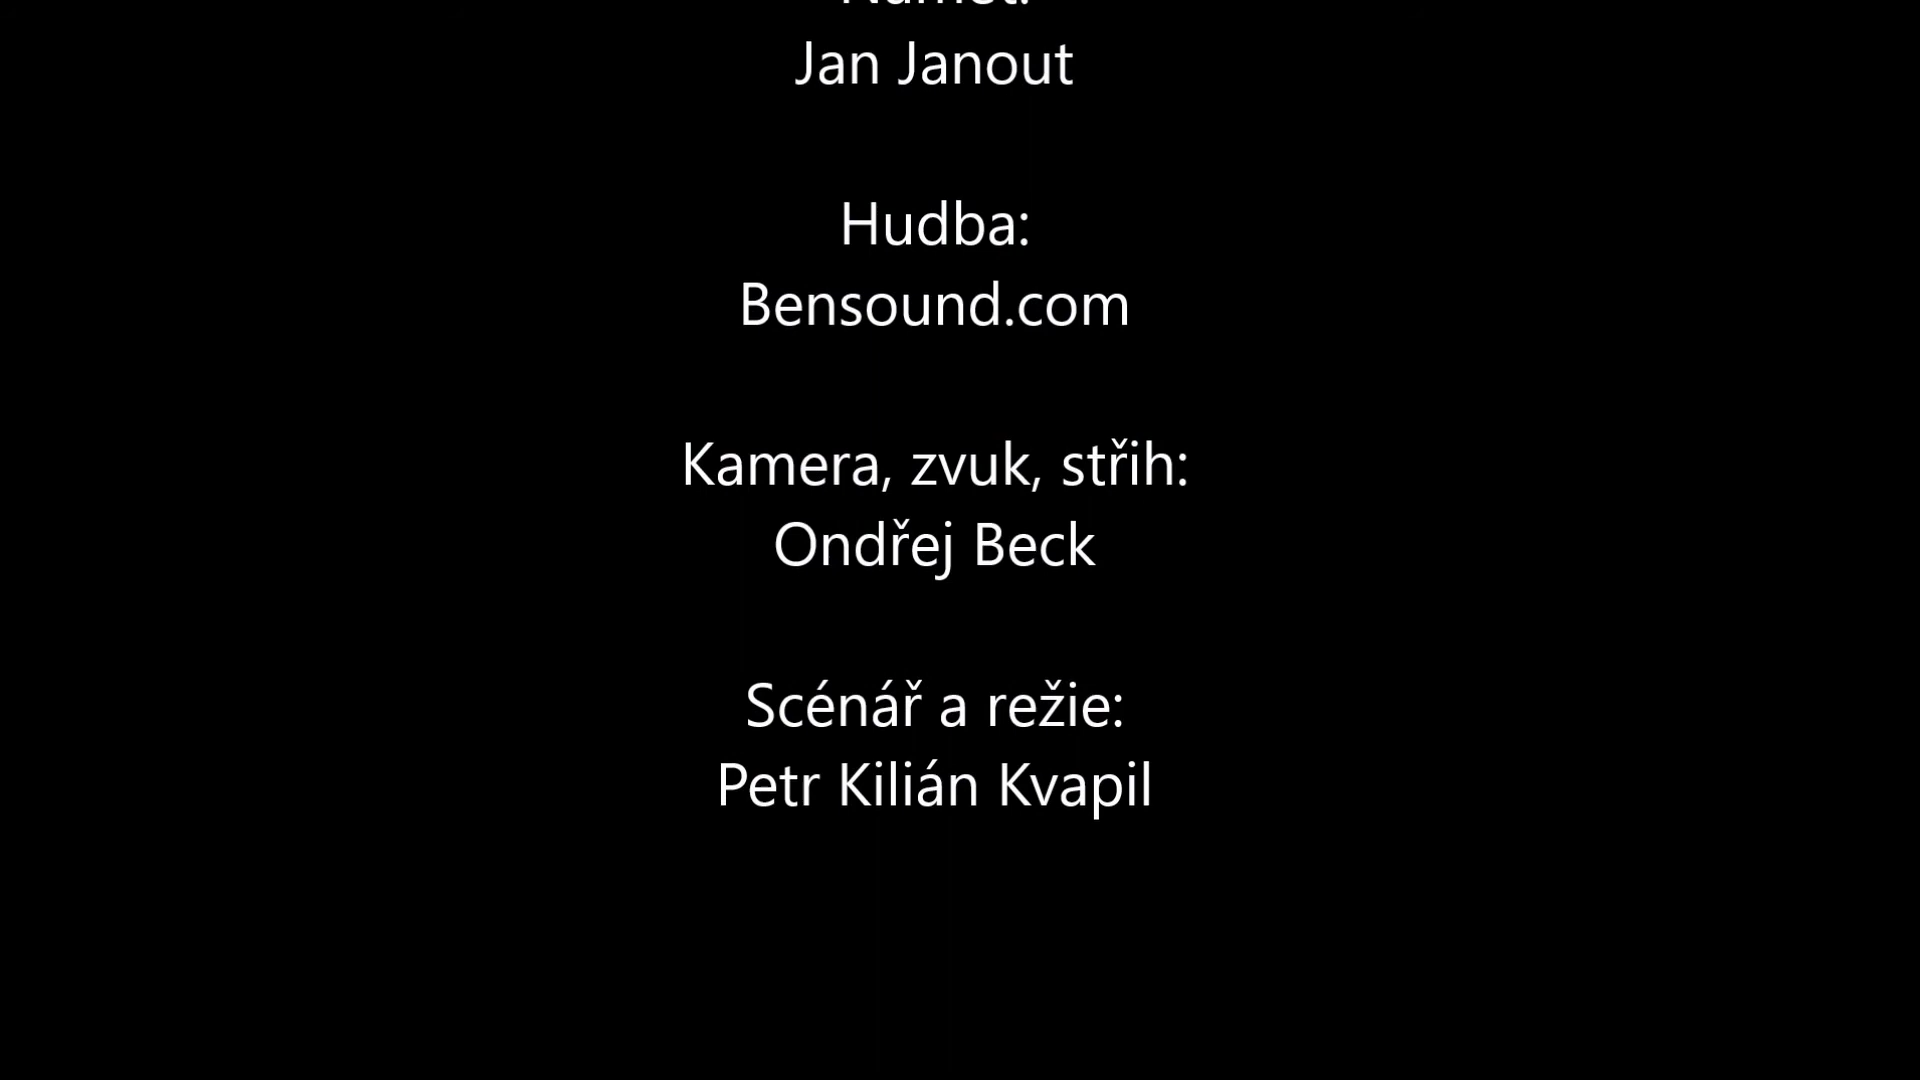 Jan Janout
Hudba:
Bensound.com
Kamera, zvuk, střih:
Ondřej Beck
Scénář a režie:
Petr Kilián Kvapil